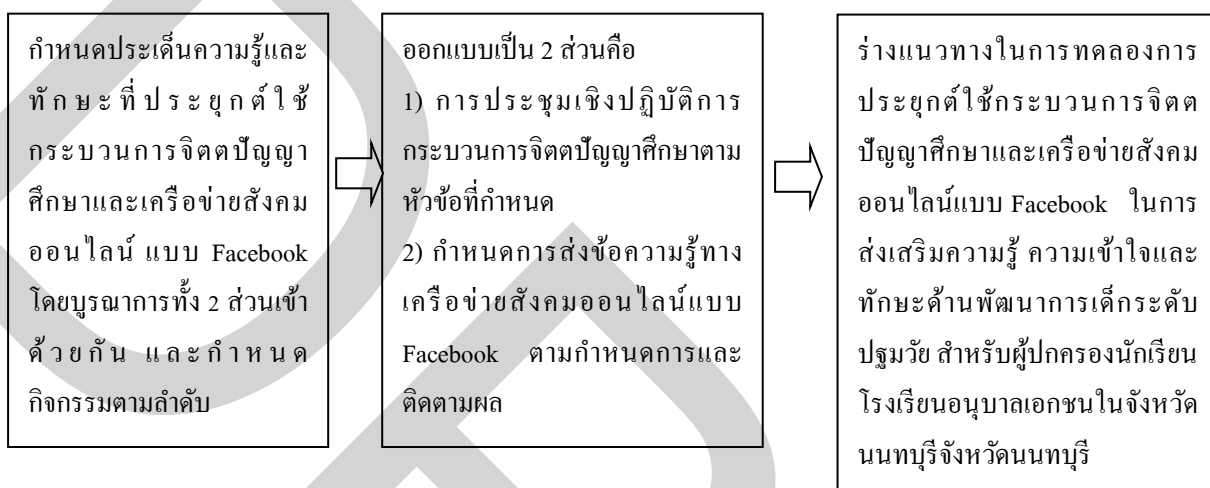 กำหนดประเด็นความรู้และ
ทักษะที่ประยุกต์ใช้
กระบวนการจิตตปัญญา
ศึกษาและเครือข่ายสังคม
ออนไลน์ แบบ Facebook
โดยบูรณาการทั้ง 2 ส่วนเข้า
ด้วยกัน และกำหนด
กิจกรรมตามลำดับ
ออกแบบเป็น 2 ส่วนคือ
1) การประชุมเชิงปฏิบัติการ
กระบวนการจิตตปัญญาศึกษาตาม
หัวข้อที่กำหนด
2) กำหนดการส่งข้อความรู้ทาง
เครือข่ายสังคมออนไลน์แบบ
Facebook ตามกำหนดการและ
ติดตามผล
ร่างแนวทางในการทดลองการ
ประยุกต์ใช้กระบวนการจิตต
ปัญญาศึกษาและเครือข่ายสังคม
ออนไลน์แบบ Facebook ในการ
ส่งเสริมความรู้ ความเข้าใจและ
ทักษะด้านพัฒนาการเด็กระดับ
ปฐมวัย สำหรับผู้ปกครองนักเรียน
โรงเรียนอนุบาลเอกชนในจังหวัด
นนทบุรีจังหวัดนนทบุรี